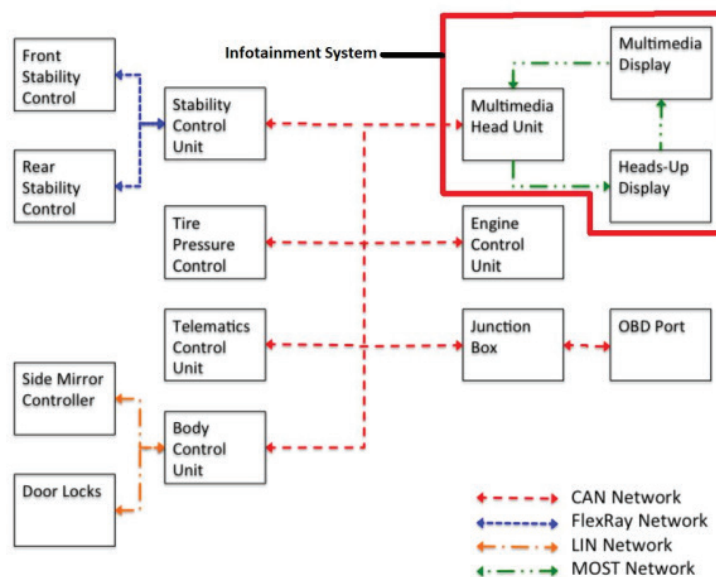 Infotainment System
Front
Stability
Control
Stability
Control
Unit
Rear
Stability
Control
Multimedia
Head Unit
Multimedia
Display
Heads-Up
Display
Tire
Pressure
Control
Engine
Control
Unit
Telematics
Control
Unit
Junction
Box
OBD Port
Side Mirror
Controller
Body
Control
Unit
Door Locks
CAN Network
FlexRay Network
LIN Network
MOST Network